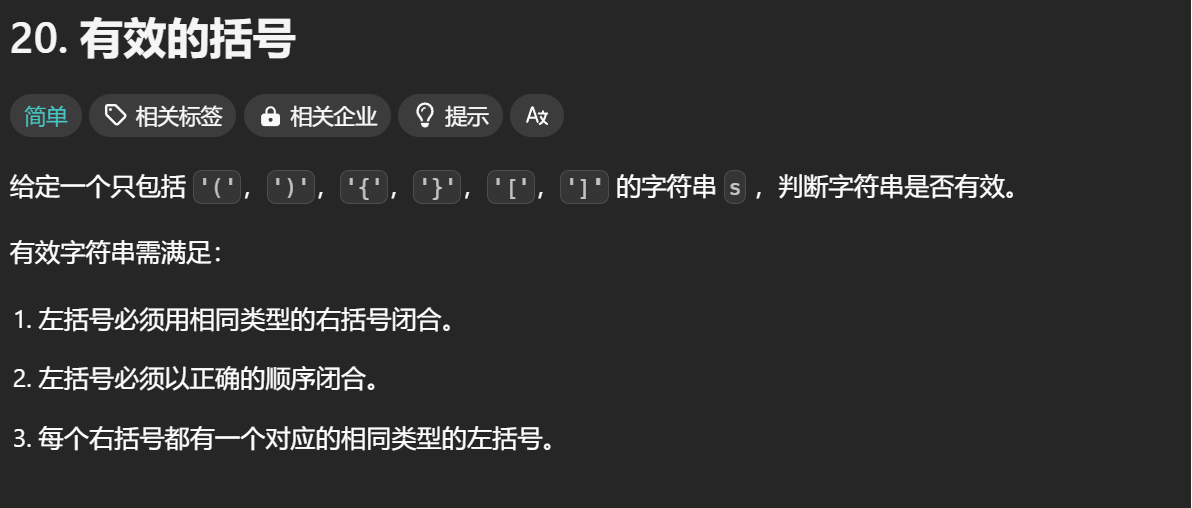 20. 有效的括号
简单 相关标签 相关企业 提示 A文
给定一个只包括 '('，')'，'{'，'}'，'['，']' 的字符串 s ，判断字符串是否有效。
有效字符串需满足：
1. 左括号必须用相同类型的右括号闭合。
2. 左括号必须以正确的顺序闭合。
3. 每个右括号都有一个对应的相同类型的左括号。